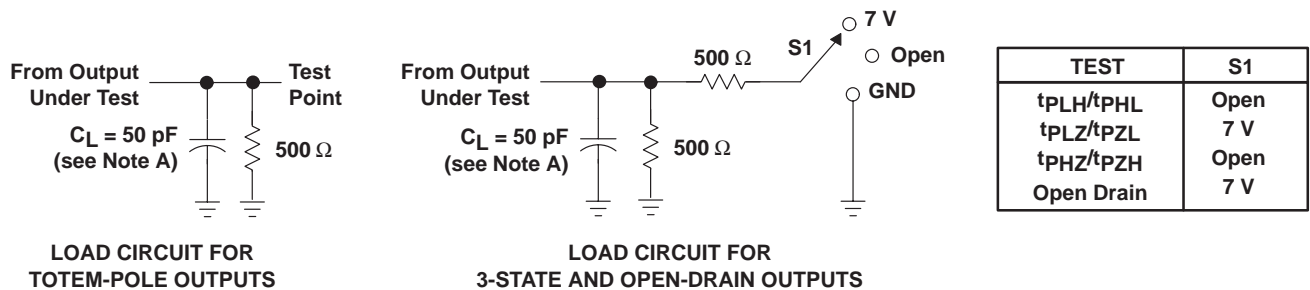 From Output
Under Test
Test
Point
CL = 50 pF
(see Note A)
500 Ω
LOAD CIRCUIT FOR
TOTEM-POLE OUTPUTS
From Output
Under Test
CL = 50 pF
(see Note A)
500 Ω
500 Ω
S1
7 V
Open
GND
LOAD CIRCUIT FOR
3-STATE AND OPEN-DRAIN OUTPUTS
TEST S1
tPLH/tPHL Open
tPLZ/tPZL 7 V
tPHZ/tPZH Open
Open Drain 7 V